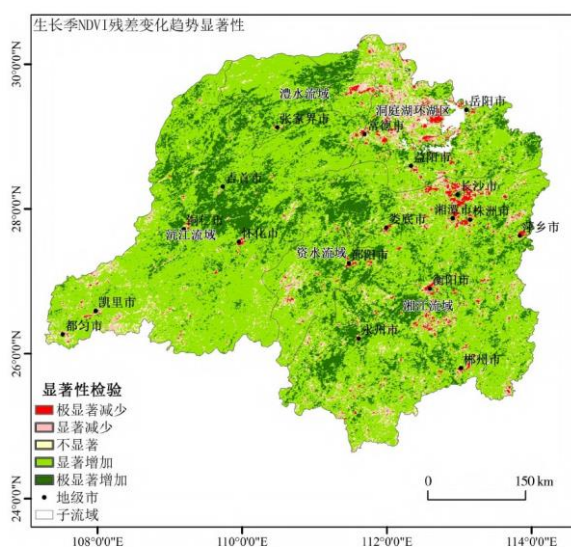 生长季NDVI残差变化趋势显著性
30°0'0"N
28°0'0"N
26°0'0"N
24°0'0"N
澧水流域
洞庭湖环湖区
岳阳市
张家界市
常德市
益阳市
吉首市
长沙市
湘潭市
株洲市
铜仁市
沅江流域
怀化市
娄底市
萍乡市
资水流域
邵阳市
衡阳市
湘江流域
凯里市
都匀市
永州市
郴州市
显著性检验
极显著减少
显著减少
不显著
显著增加
极显著增加
地级市
子流域
0 150 km
108°0'0"E 110°0'0"E 112°0'0"E 114°0'0"E